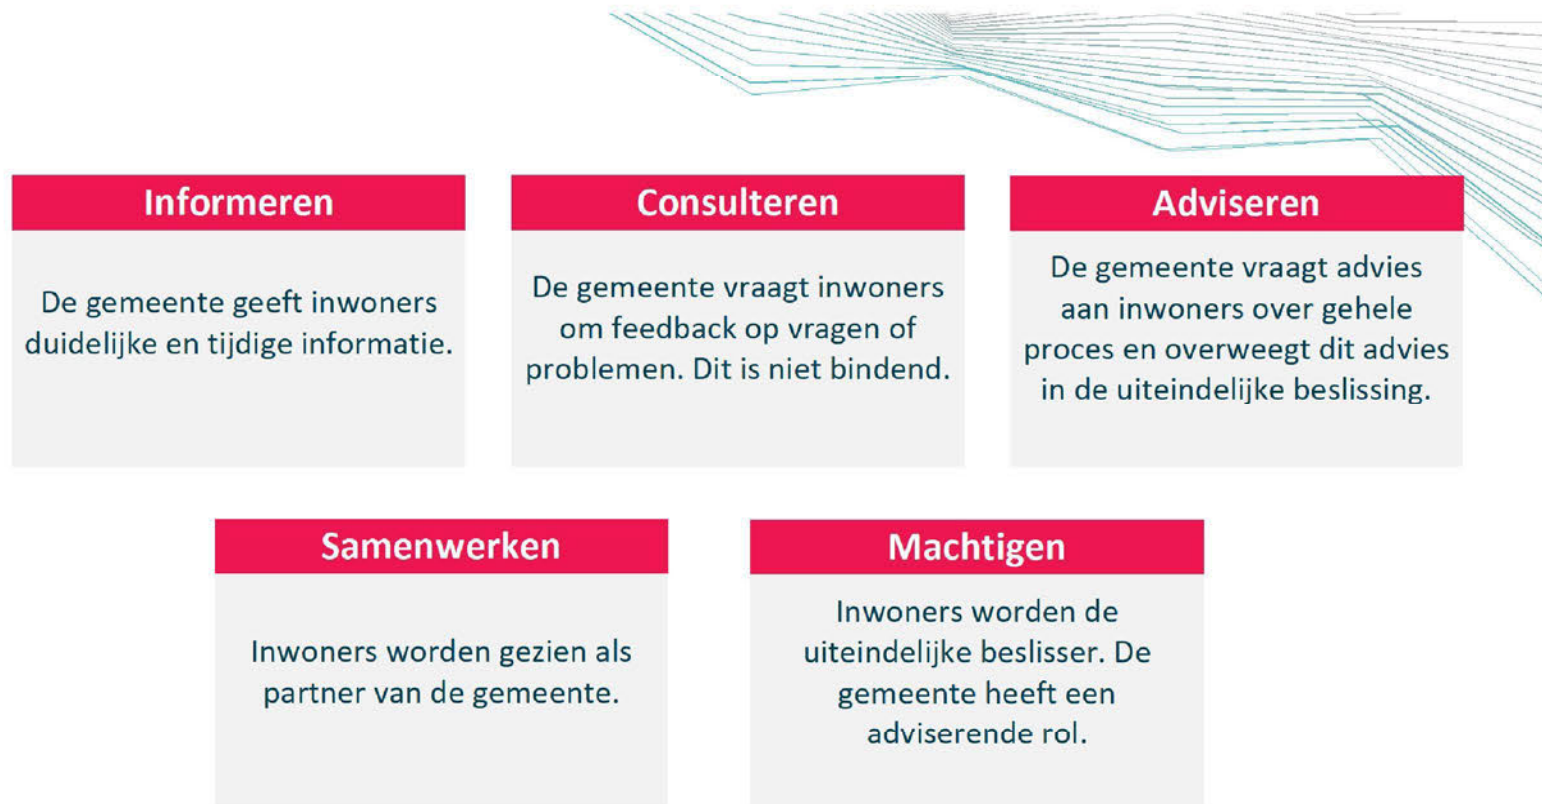 Informeren
De gemeente geeft inwoners
duidelijke en tijdige informatie.
Consulteren
De gemeente vraagt inwoners
om feedback op vragen of
problemen. Dit is niet bindend.
Adviseren
De gemeente vraagt advies
aan inwoners over gehele
proces en overweegt dit advies
in de uiteindelijke beslissing.
Samenwerken
Inwoners worden gezien als
partner van de gemeente.
Machtigen
Inwoners worden de
uiteindelijke beslisser. De
gemeente heeft een
adviserende rol.